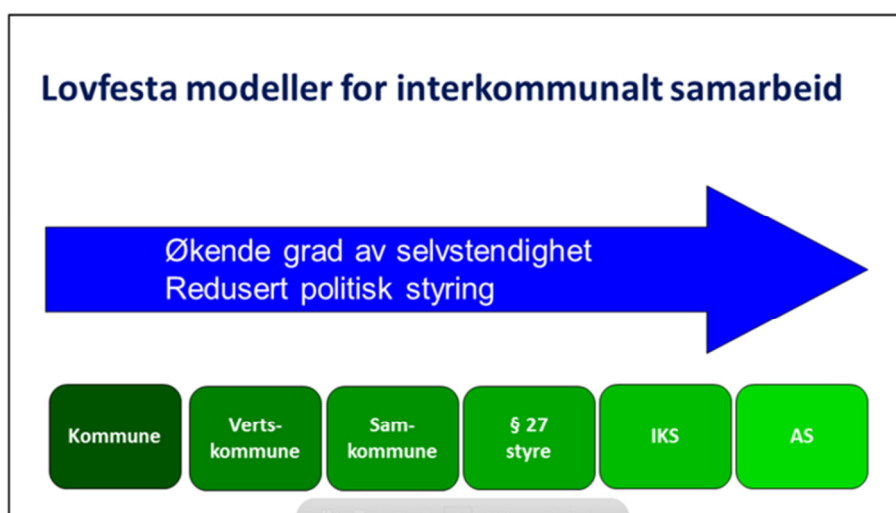 Lovfesta modeller for interkommunalt samarbeid
Økende grad av selvstendighet
Redusert politisk styring
Kommune
Verts-
kommune
Sam-
kommune
§ 27
styre
IKS
AS